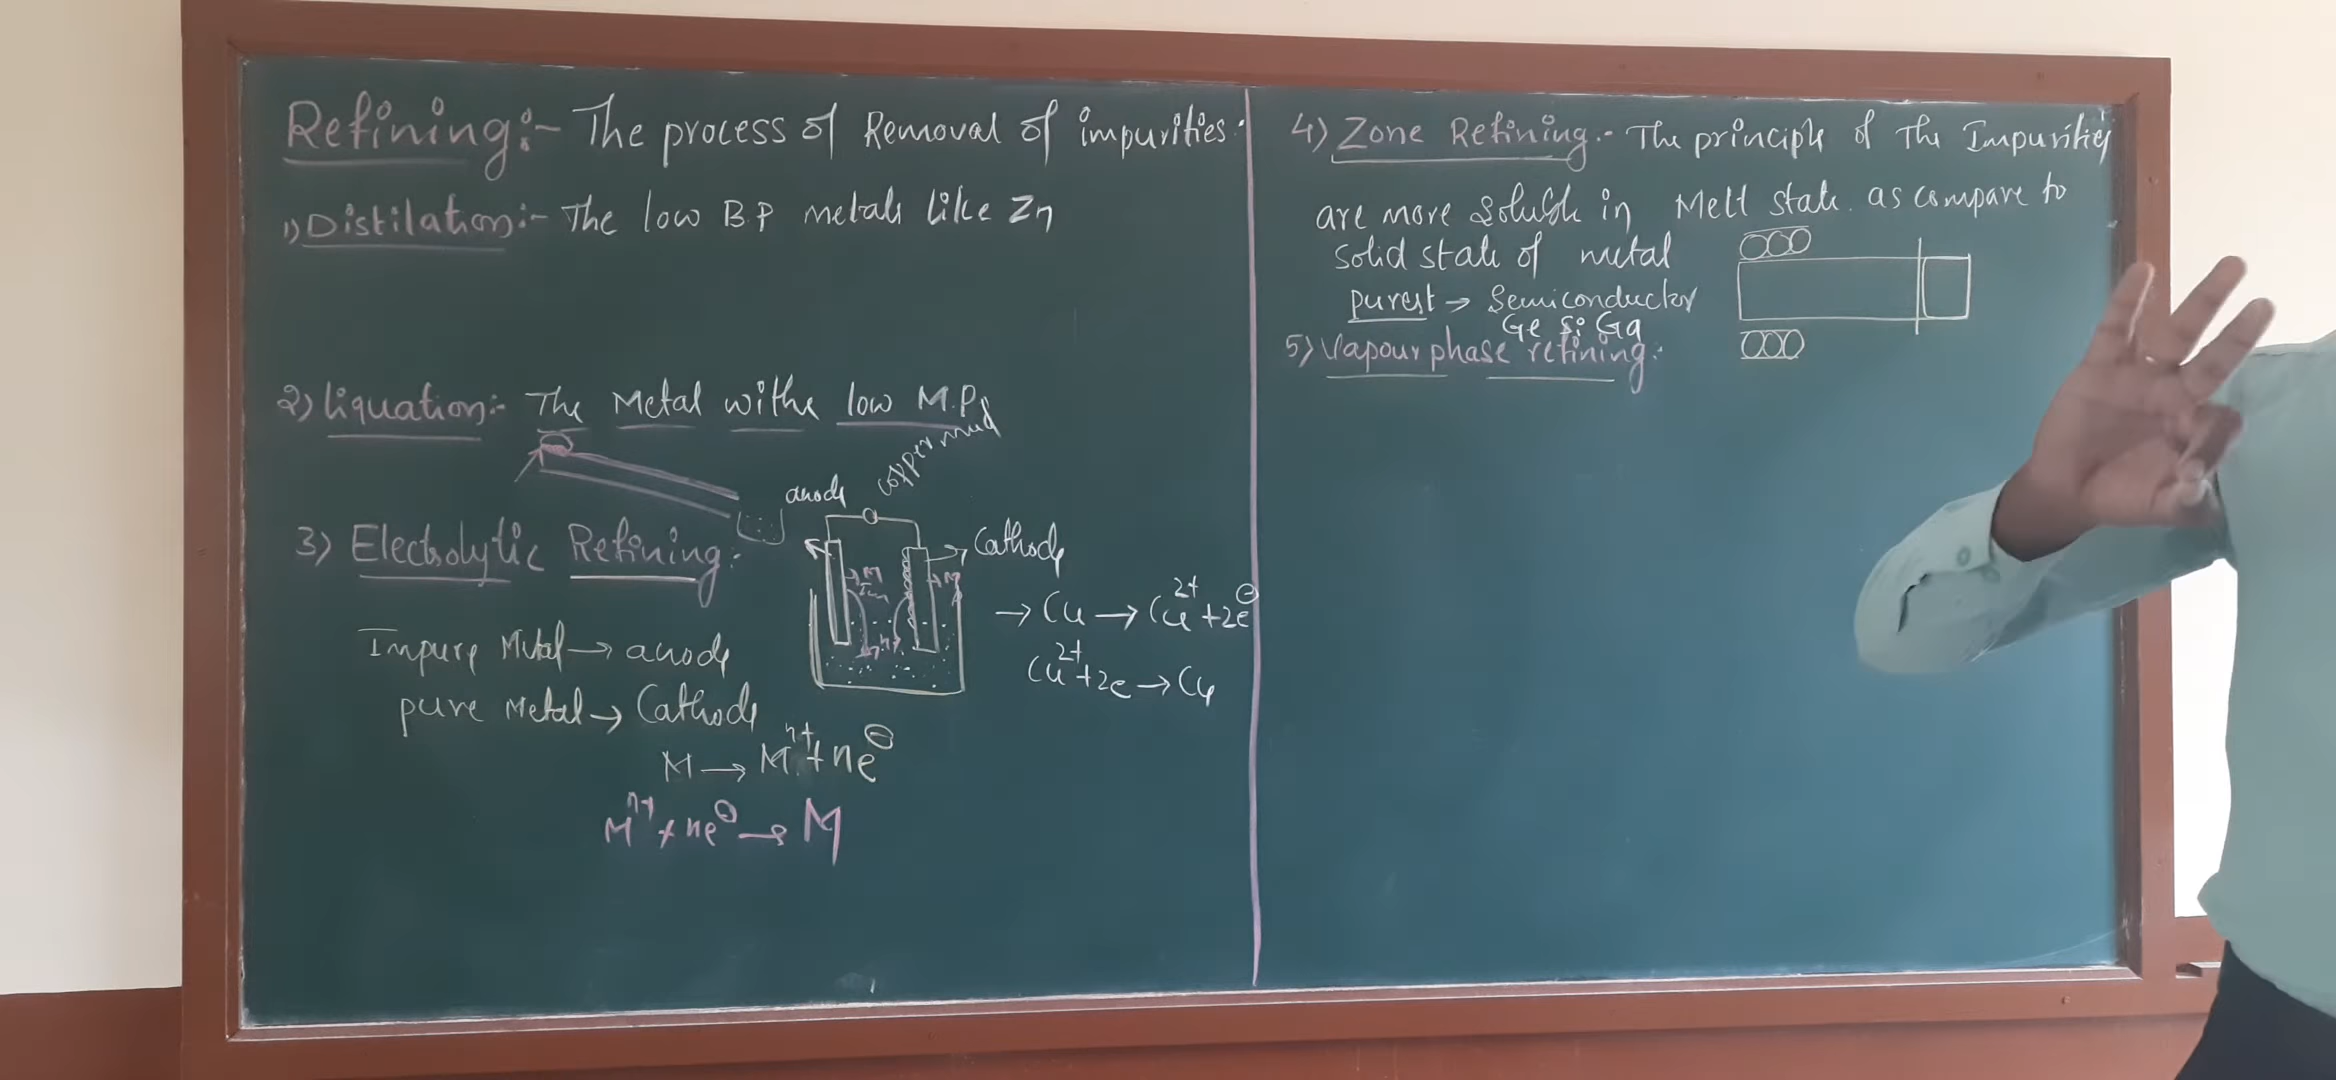 Refining:- The process of Removal of impurities.
1) Distilation:- The low B.P metals like Zn
2) liquation:- The Metal withe low M.Ps
copper mud
anode
3) Electrolytic Refining:
Cathode
M
M
Impure Metal → anode
pure Metal → Cathode
→ Cu → Cu2+ + 2e⊖
Cu2+ + 2e → Cu
M → Mn+ + ne⊖
Mn+ + ne⊖ → M
4) Zone Refining:- The principle of The Impurities
are more soluble in Melt state. as compare to
solid state of metal
purest → Semiconductor
Ge Si Ga
5) Vapour phase refining:-